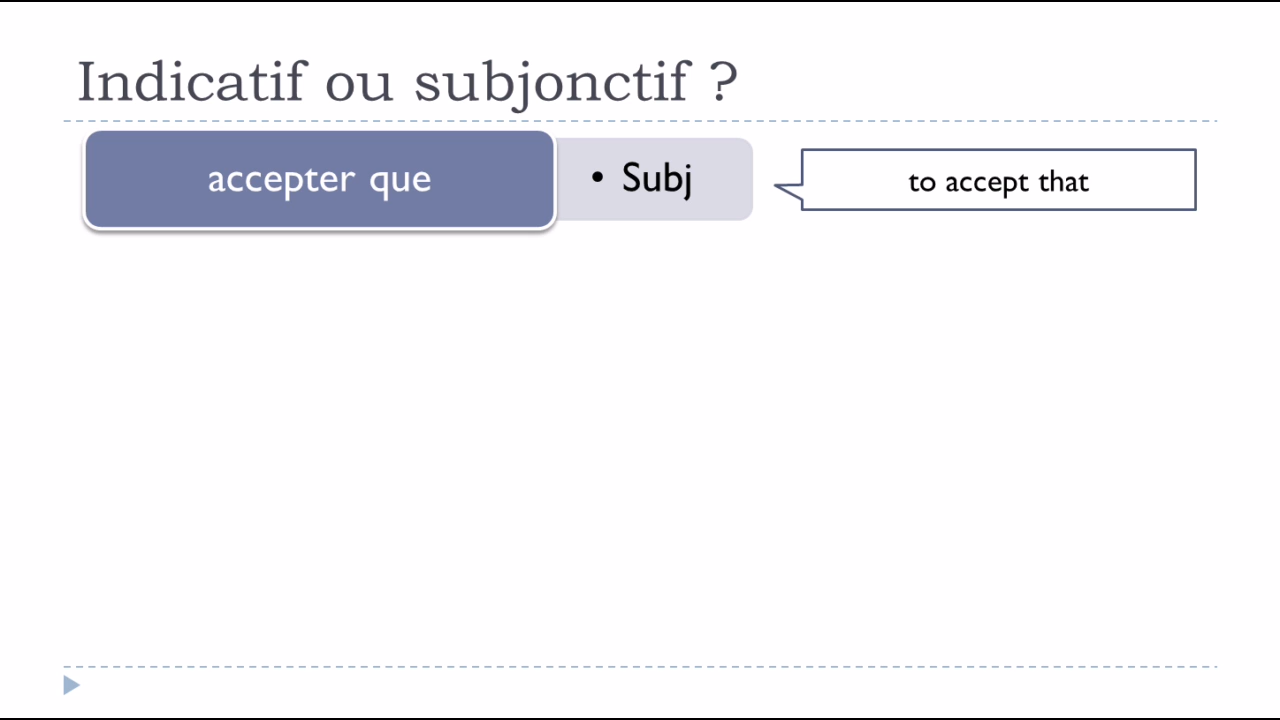 Indicatif ou subjonctif ?
accepter que
• Subj
to accept that